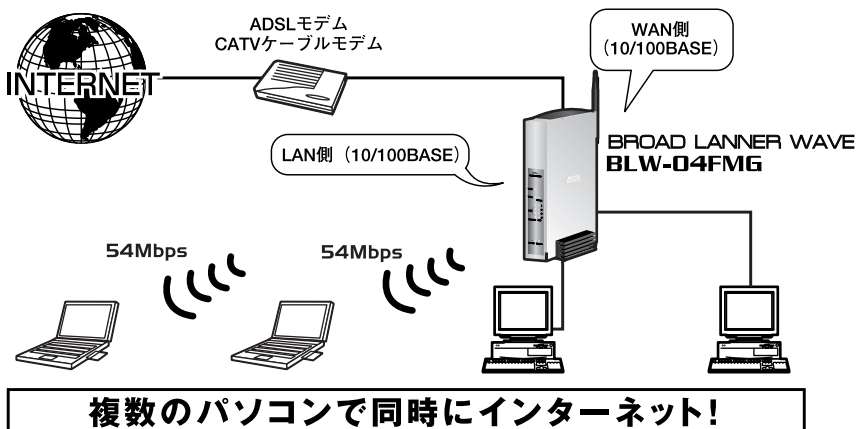 ADSLモデム
CATVケーブルモデム
WAN側
（10/100BASE）
INTERNET
LAN側（10/100BASE）
BROAD LANNER WAVE
BLW-04FMG
54Mbps
54Mbps
複数のパソコンで同時にインターネット!